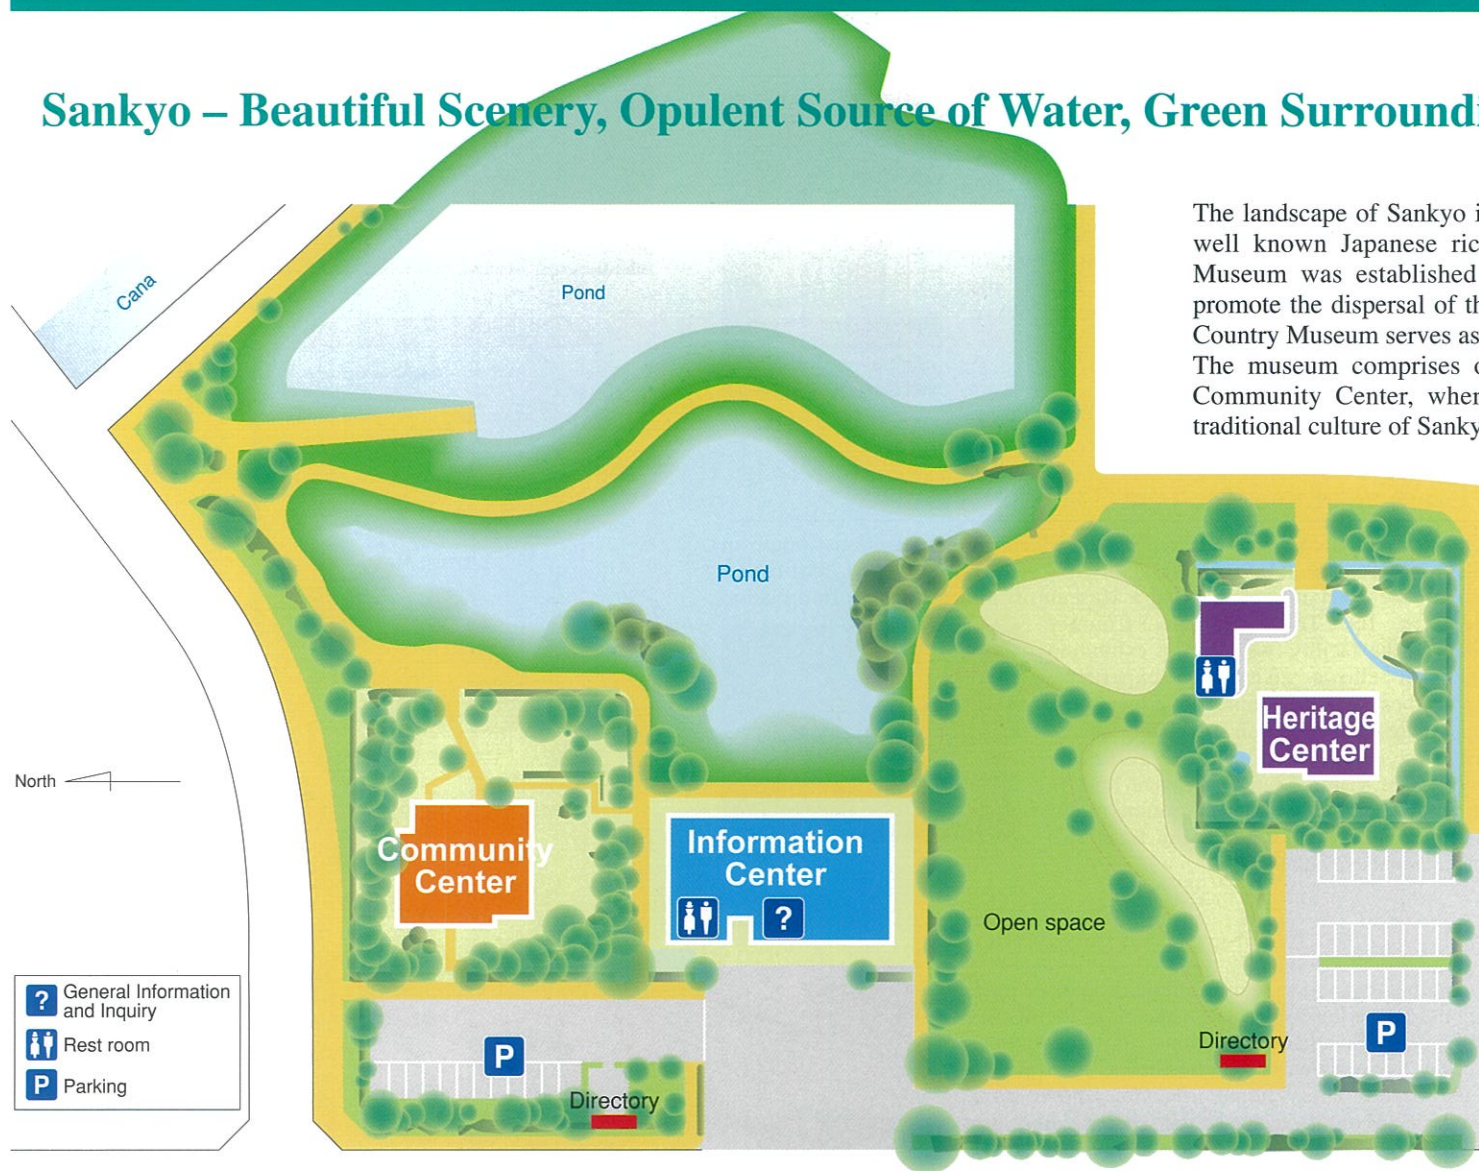 Sankyo – Beautiful Scenery, Opulent Source of Water, Green Surroundi
The landscape of Sankyo i
well known Japanese ric
Museum was established
promote the dispersal of th
Country Museum serves as
The museum comprises o
Community Center, wher
traditional culture of Sanky
Cana
Pond
Pond
North
Heritage
Center
Community
Center
Information
Center
?
Open space
? General Information
and Inquiry
Rest room
P Parking
P
Directory
Directory
P